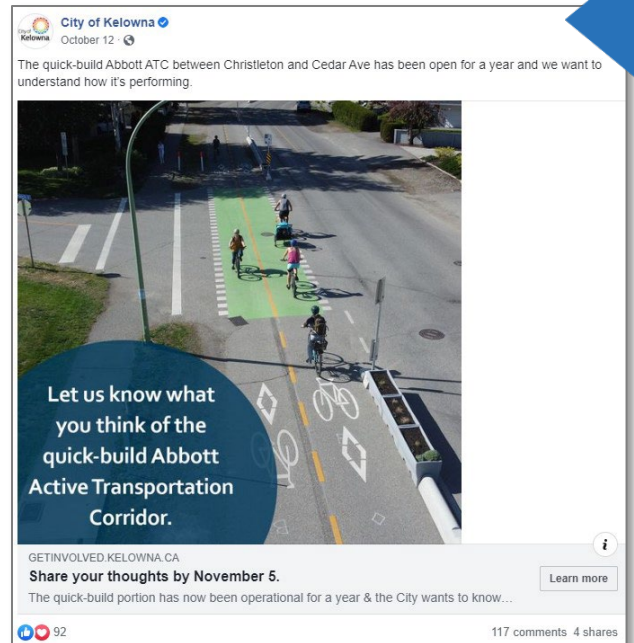 City of Kelowna
City of
Kelowna
October 12 ·
The quick-build Abbott ATC between Christleton and Cedar Ave has been open for a year and we want to
understand how it's performing.
Let us know what
you think of the
quick-build Abbott
Active Transportation
Corridor.
i
GETINVOLVED.KELOWNA.CA
Share your thoughts by November 5.
Learn more
The quick-build portion has now been operational for a year & the City wants to know...
92
117 comments 4 shares